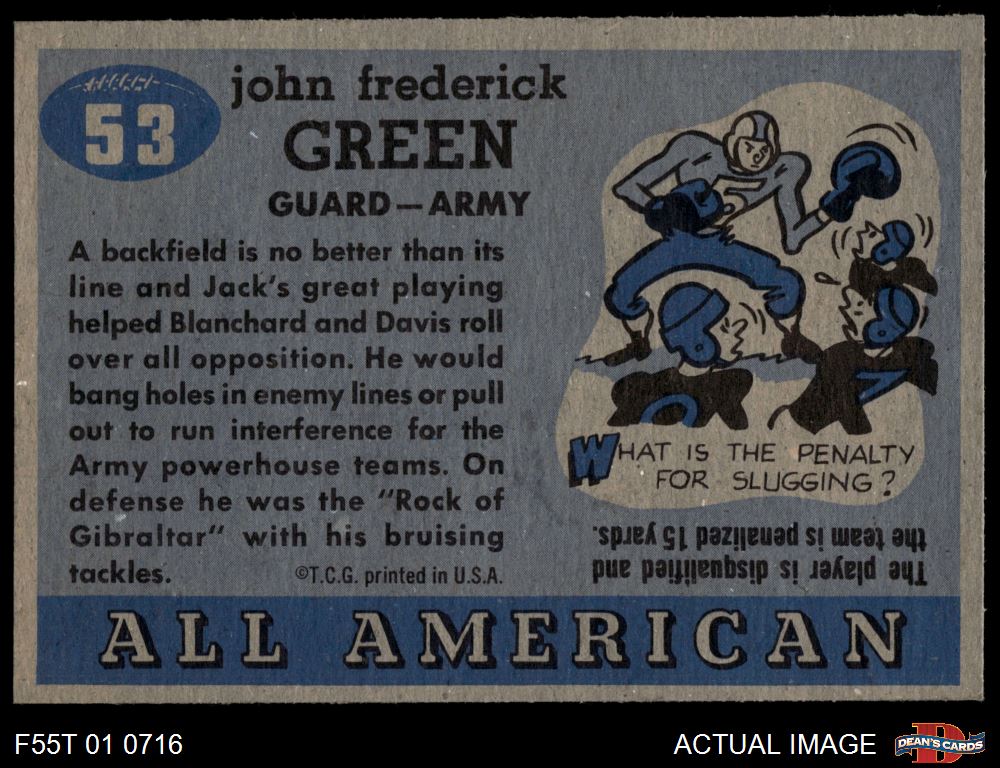 53
john frederick
GREEN
GUARD—ARMY
A backfield is no better than its
line and Jack's great playing
helped Blanchard and Davis roll
over all opposition. He would
bang holes in enemy lines or pull
out to run interference for the
Army powerhouse teams. On
defense he was the "Rock of
Gibraltar" with his bruising
tackles.
©T.C.G. printed in U.S.A.
WHAT IS THE PENALTY
FOR SLUGGING?
The player is disqualified and
the team is penalized 15 yards.
ALL AMERICAN
F55T 01 0716
ACTUAL IMAGE
D
DEAN'S CARDS